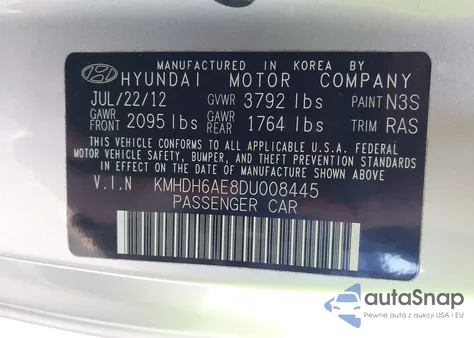 MANUFACTURED IN KOREA BY
HYUNDAI MOTOR COMPANY
JUL/22/12 GVWR 3792 lbs PAINT N3S
GAWR FRONT 2095 lbs GAWR REAR 1764 lbs TRIM RAS
THIS VEHICLE CONFORMS TO ALL APPLICABLE U.S.A. FEDERAL
MOTOR VEHICLE SAFETY, BUMPER, AND THEFT PREVENTION STANDARDS
IN EFFECT ON THE DATE OF MANUFACTURE SHOWN ABOVE.
V.I.N KMHDH6AE8DU008445
PASSENGER CAR
autoSnap
Pewne auta z aukcji USA i EU